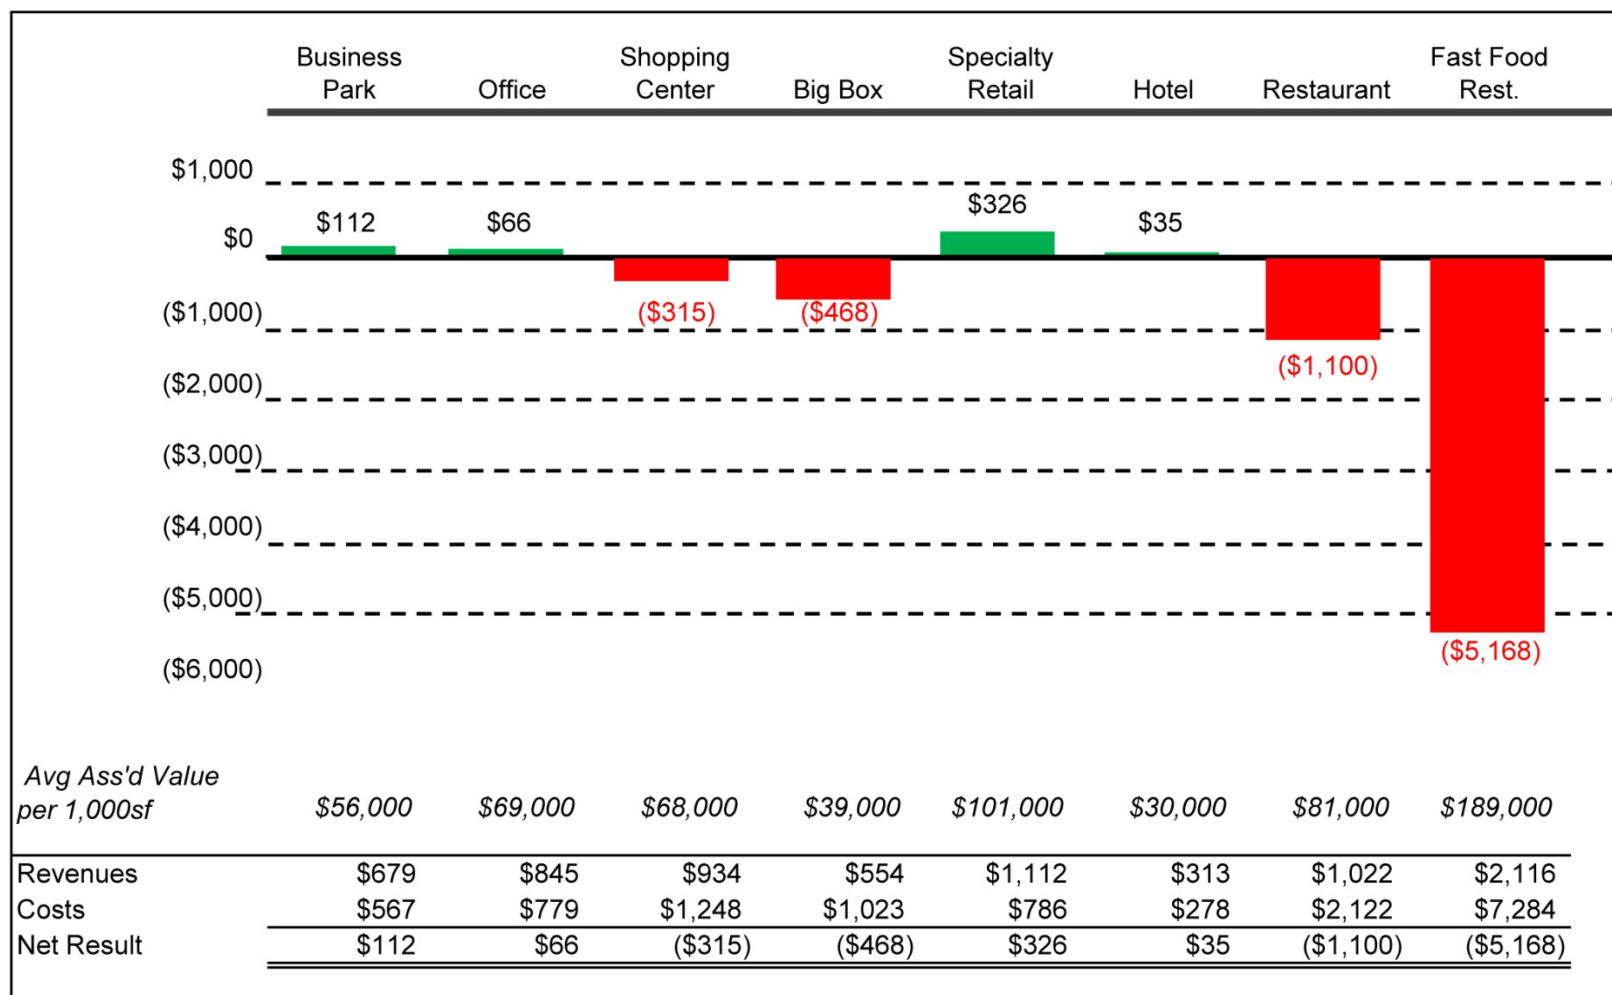 Business Shopping Specialty Fast Food
Park Office Center Big Box Retail Hotel Restaurant Rest.
$1,000
$326
$112 $66 $35
$0
($1,000) ($315) ($468)
($1,100)
($2,000)
($3,000)
($4,000)
($5,000)
($5,168)
($6,000)
Avg Ass'd Value
per 1,000sf $56,000 $69,000 $68,000 $39,000 $101,000 $30,000 $81,000 $189,000
Revenues $679 $845 $934 $554 $1,112 $313 $1,022 $2,116
Costs $567 $779 $1,248 $1,023 $786 $278 $2,122 $7,284
Net Result $112 $66 ($315) ($468) $326 $35 ($1,100) ($5,168)